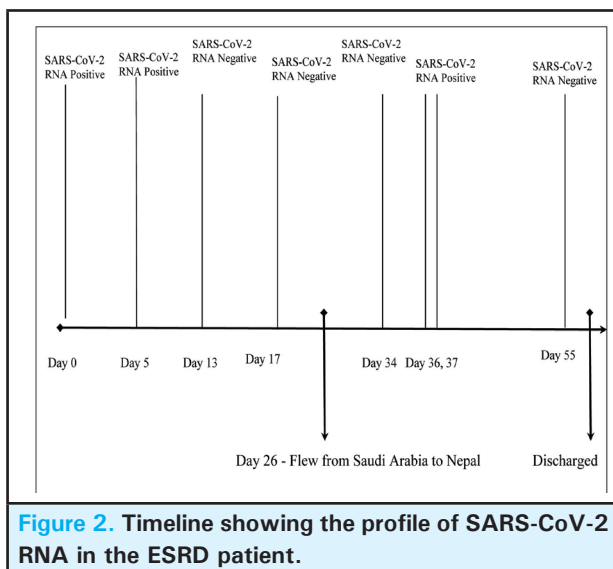 SARS-CoV-2
RNA Positive
SARS-CoV-2
RNA Positive
SARS-CoV-2
RNA Negative
SARS-CoV-2
RNA Negative
SARS-CoV-2
RNA Negative
SARS-CoV-2
RNA Positive
SARS-CoV-2
RNA Negative
Day 0
Day 5
Day 13
Day 17
Day 34
Day 36, 37
Day 55
Day 26 - Flew from Saudi Arabia to Nepal
Discharged
Figure 2. Timeline showing the profile of SARS-CoV-2
RNA in the ESRD patient.